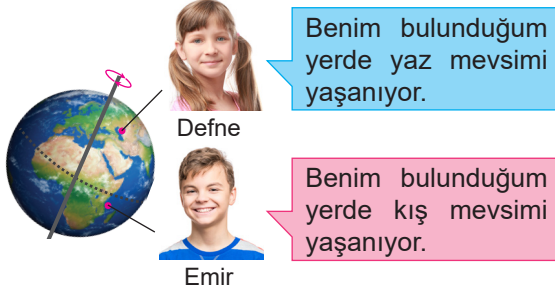 Benim bulunduğum
yerde yaz mevsimi
yaşanıyor.
Defne
Benim bulunduğum
yerde kış mevsimi
yaşanıyor.
Emir